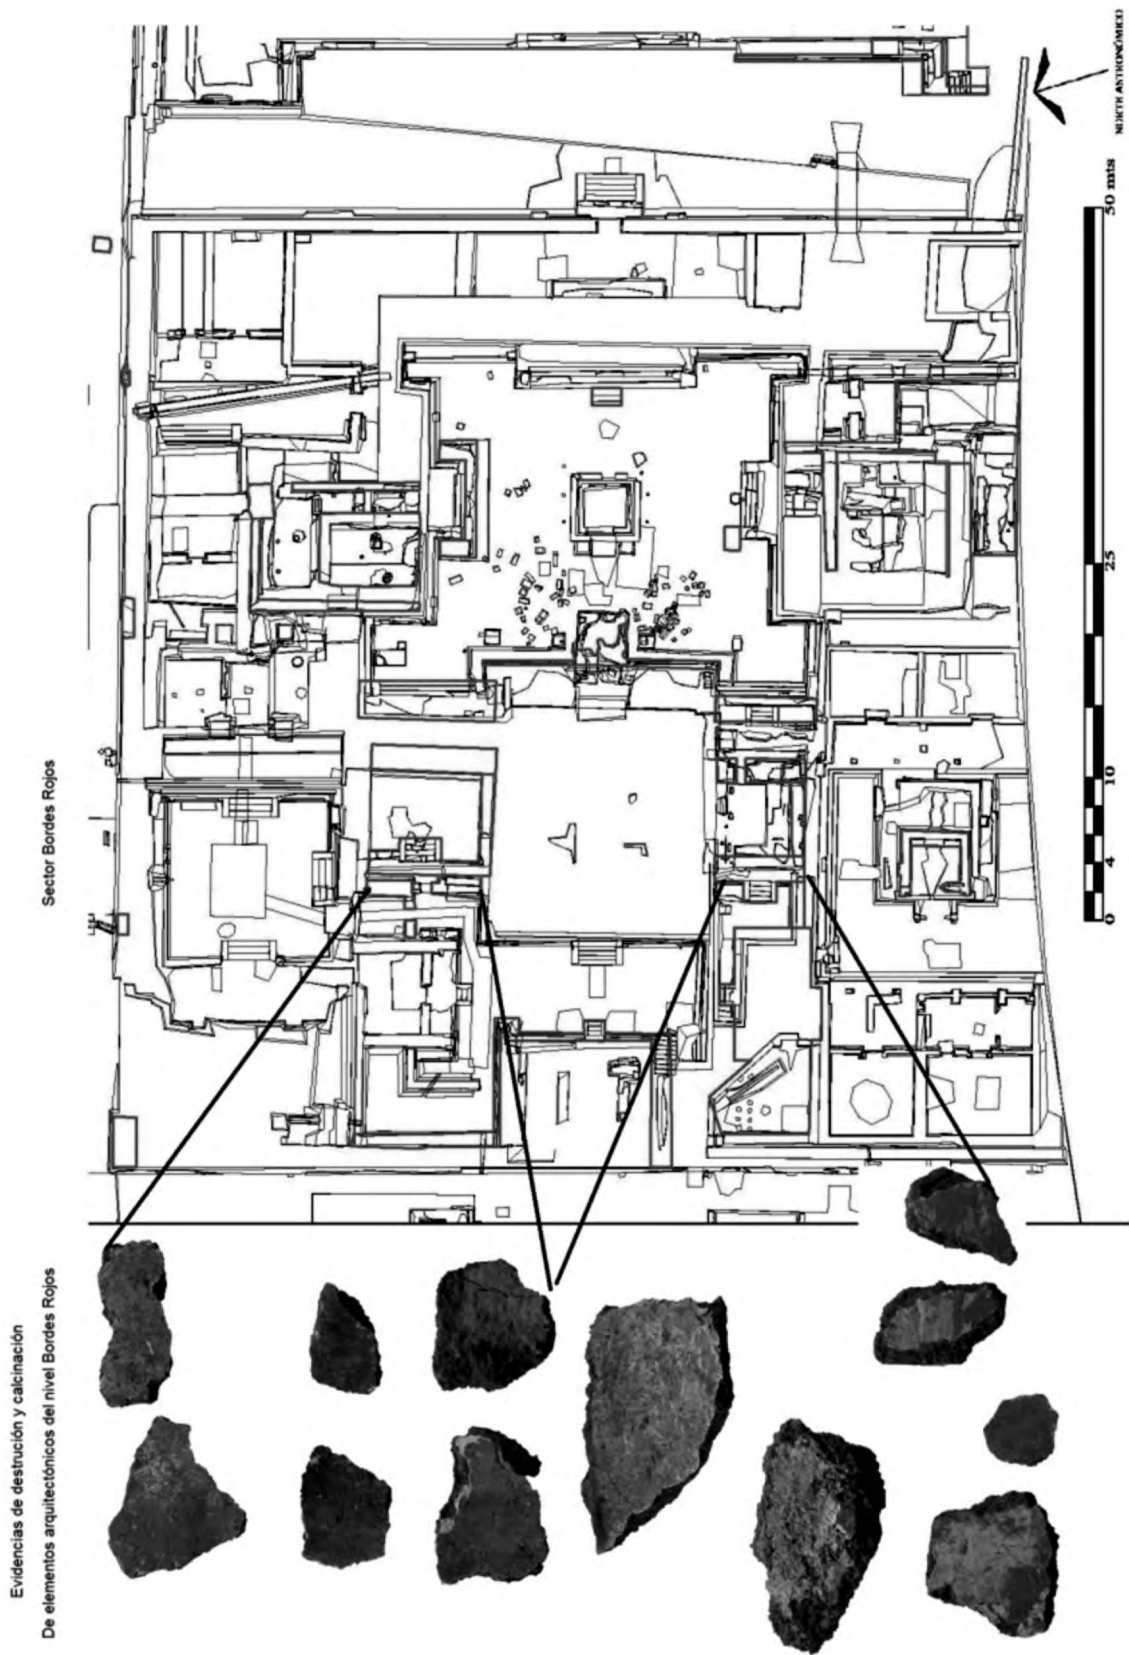 Evidencias de destrución y calcinación
De elementos arquitectónicos del nivel Bordes Rojos
Sector Bordes Rojos
0
4
10
25
50 mts
NORTE ASTRONÓMICO